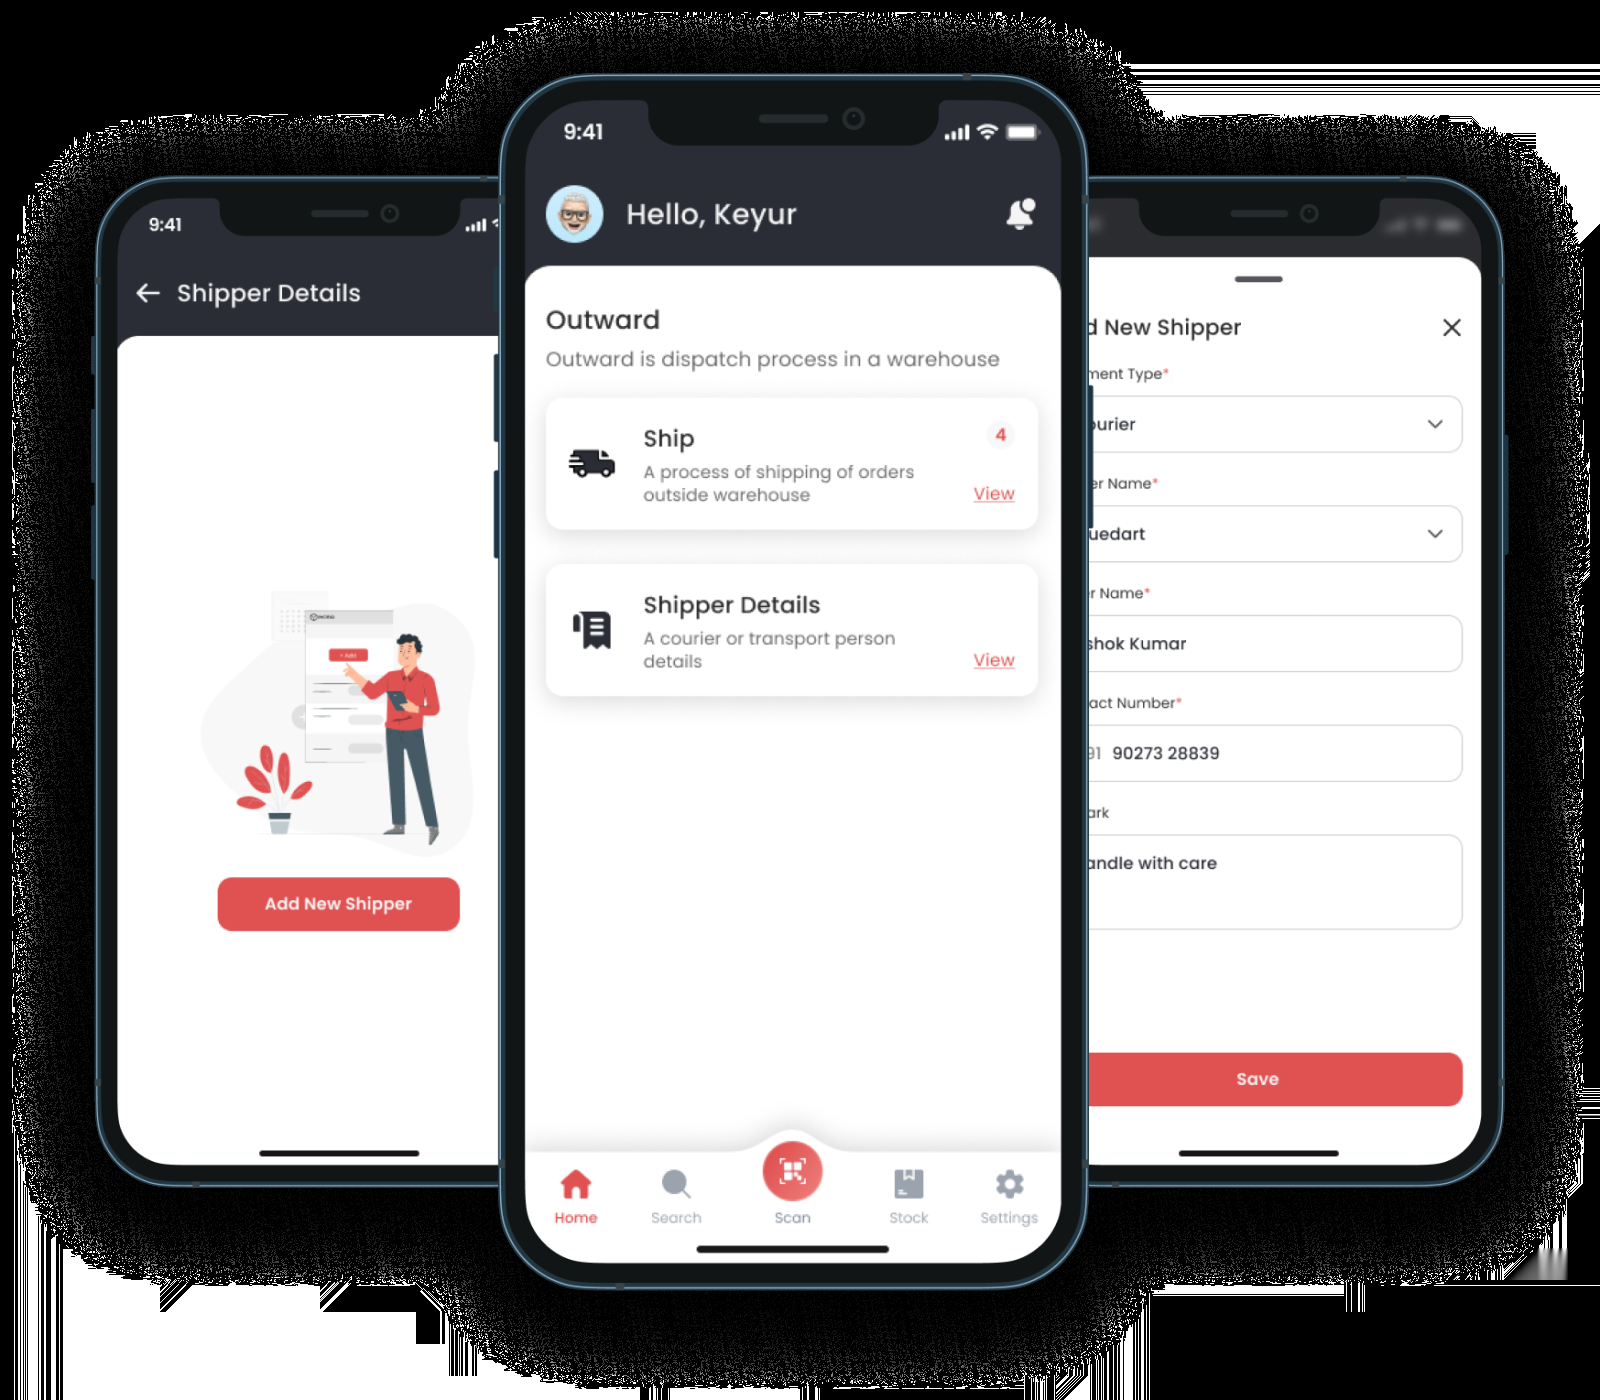 9:41
Shipper Details
+ Add
Add New Shipper
9:41
Hello, Keyur
Outward
Outward is dispatch process in a warehouse
Ship
4
A process of shipping of orders
outside warehouse
View
Shipper Details
A courier or transport person
details
View
Home
Search
Scan
Stock
Settings
d New Shipper
ment Type*
ourier
er Name*
uedart
r Name*
shok Kumar
act Number*
91 90273 28839
ark
andle with care
Save